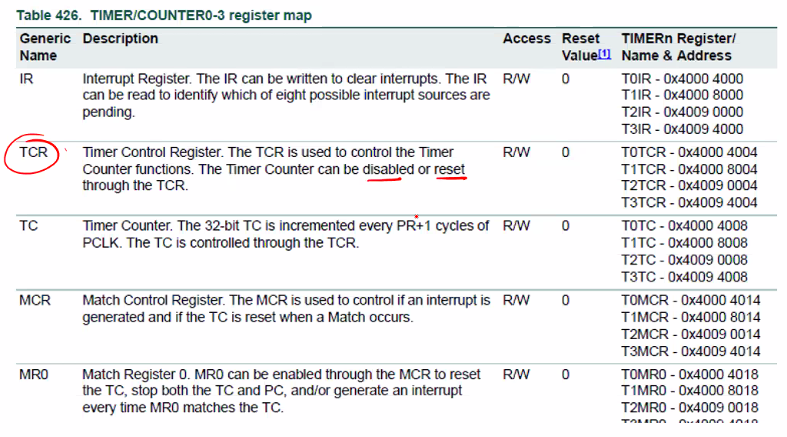 Table 426. TIMER/COUNTER0-3 register map
Generic Name Description Access Reset Value[1] TIMERn Register/ Name & Address
IR Interrupt Register. The IR can be written to clear interrupts. The IR R/W 0 T0IR - 0x4000 4000
can be read to identify which of eight possible interrupt sources are T1IR - 0x4000 8000
pending. T2IR - 0x4009 0000
T3IR - 0x4009 4000
TCR Timer Control Register. The TCR is used to control the Timer R/W 0 T0TCR - 0x4000 4004
Counter functions. The Timer Counter can be disabled or reset T1TCR - 0x4000 8004
through the TCR. T2TCR - 0x4009 0004
T3TCR - 0x4009 4004
TC Timer Counter. The 32-bit TC is incremented every PR+1 cycles of R/W 0 T0TC - 0x4000 4008
PCLK. The TC is controlled through the TCR. T1TC - 0x4000 8008
T2TC - 0x4009 0008
T3TC - 0x4009 4008
MCR Match Control Register. The MCR is used to control if an interrupt is R/W 0 T0MCR - 0x4000 4014
generated and if the TC is reset when a Match occurs. T1MCR - 0x4000 8014
T2MCR - 0x4009 0014
T3MCR - 0x4009 4014
MR0 Match Register 0. MR0 can be enabled through the MCR to reset R/W 0 T0MR0 - 0x4000 4018
the TC, stop both the TC and PC, and/or generate an interrupt T1MR0 - 0x4000 8018
every time MR0 matches the TC. T2MR0 - 0x4009 0018